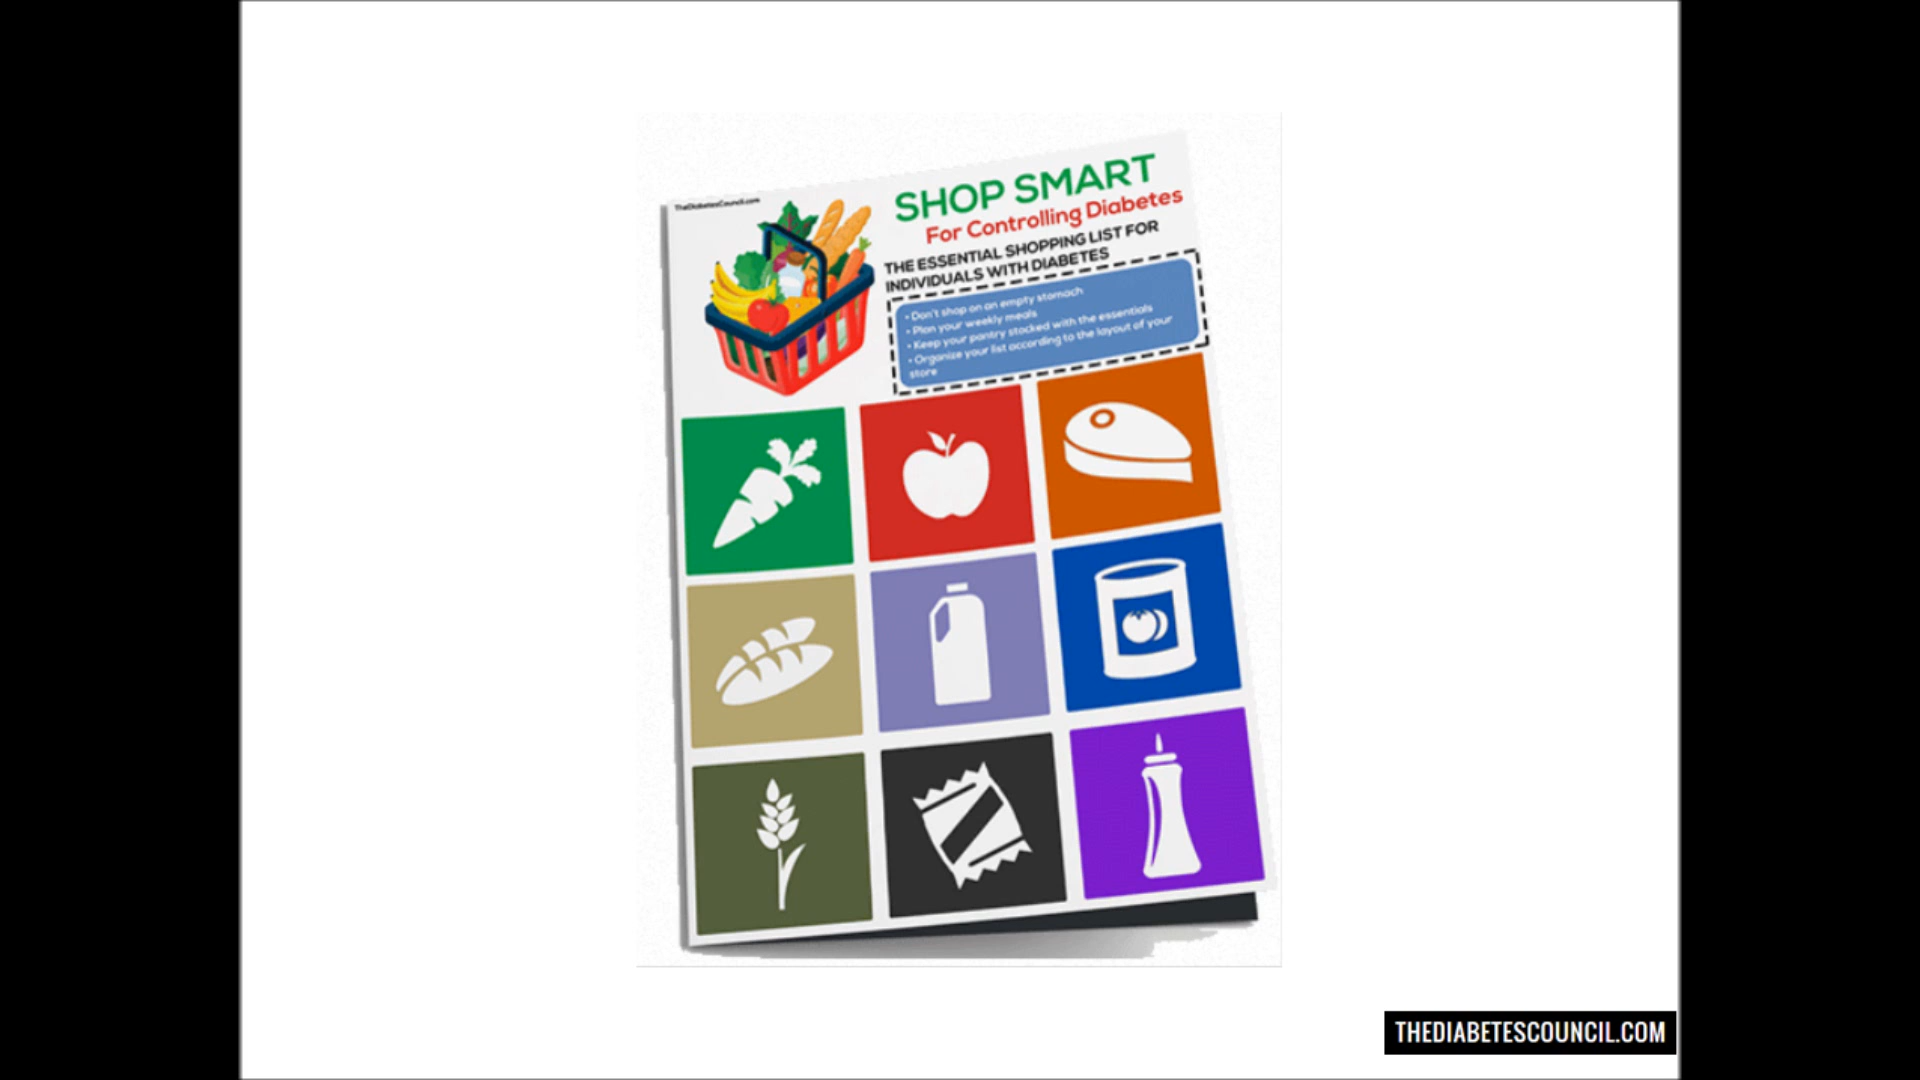 TheDiabetesCouncil.com
SHOP SMART
For Controlling Diabetes
THE ESSENTIAL SHOPPING LIST FOR
INDIVIDUALS WITH DIABETES
• Don't shop on an empty stomach
• Plan your weekly meals
• Keep your pantry stocked with the essentials
• Organize your list according to the layout of your
store
THEDIABETESCOUNCIL.COM